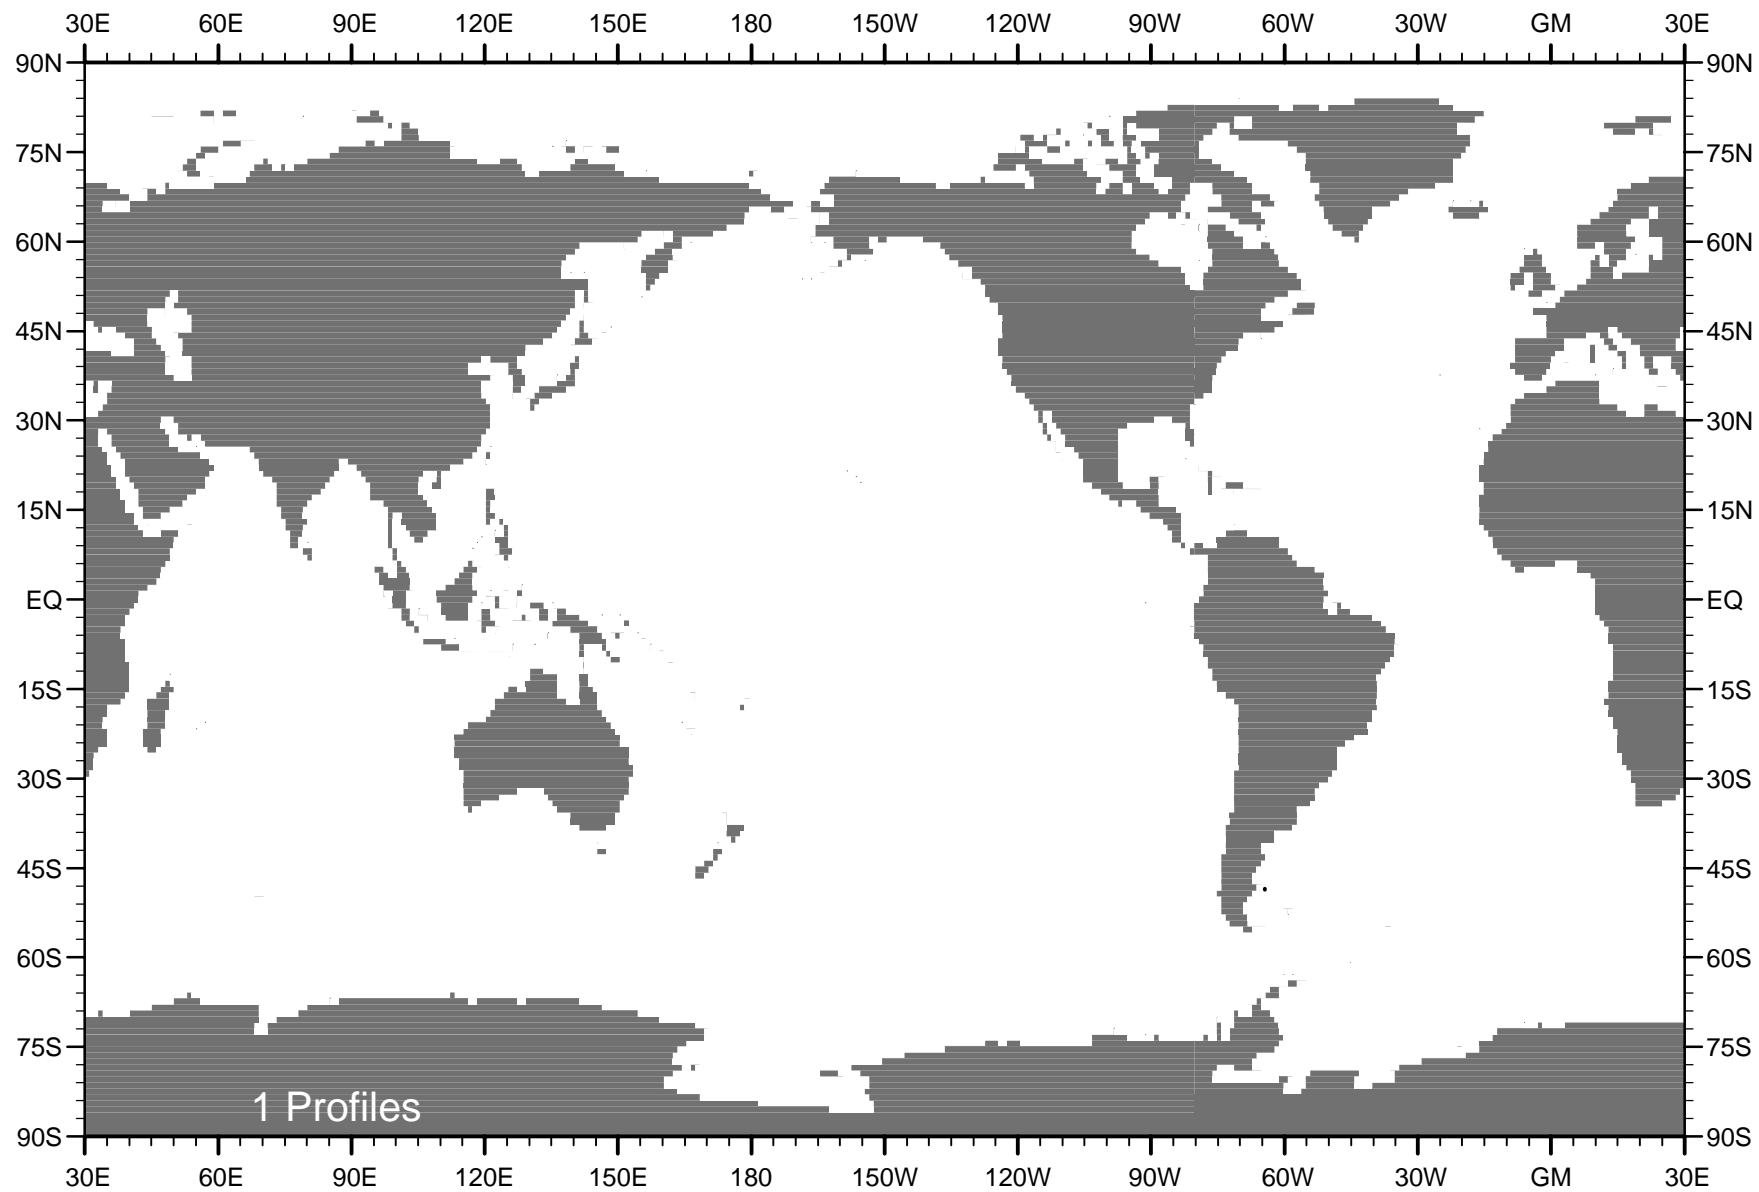 30E 60E 90E 120E 150E 180 150W 120W 90W 60W 30W GM 30E
90N 90N
75N 75N
60N 60N
45N 45N
30N 30N
15N 15N
EQ EQ
15S 15S
30S 30S
45S 45S
60S 60S
75S 75S
1 Profiles
90S 90S
30E 60E 90E 120E 150E 180 150W 120W 90W 60W 30W GM 30E